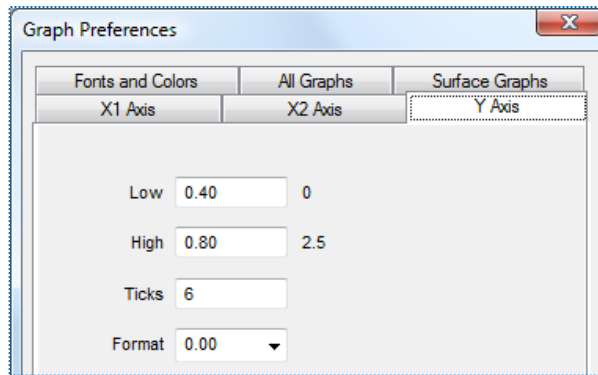 Graph Preferences
Fonts and Colors All Graphs Surface Graphs
X1 Axis X2 Axis Y Axis
Low 0.40 0
High 0.80 2.5
Ticks 6
Format 0.00